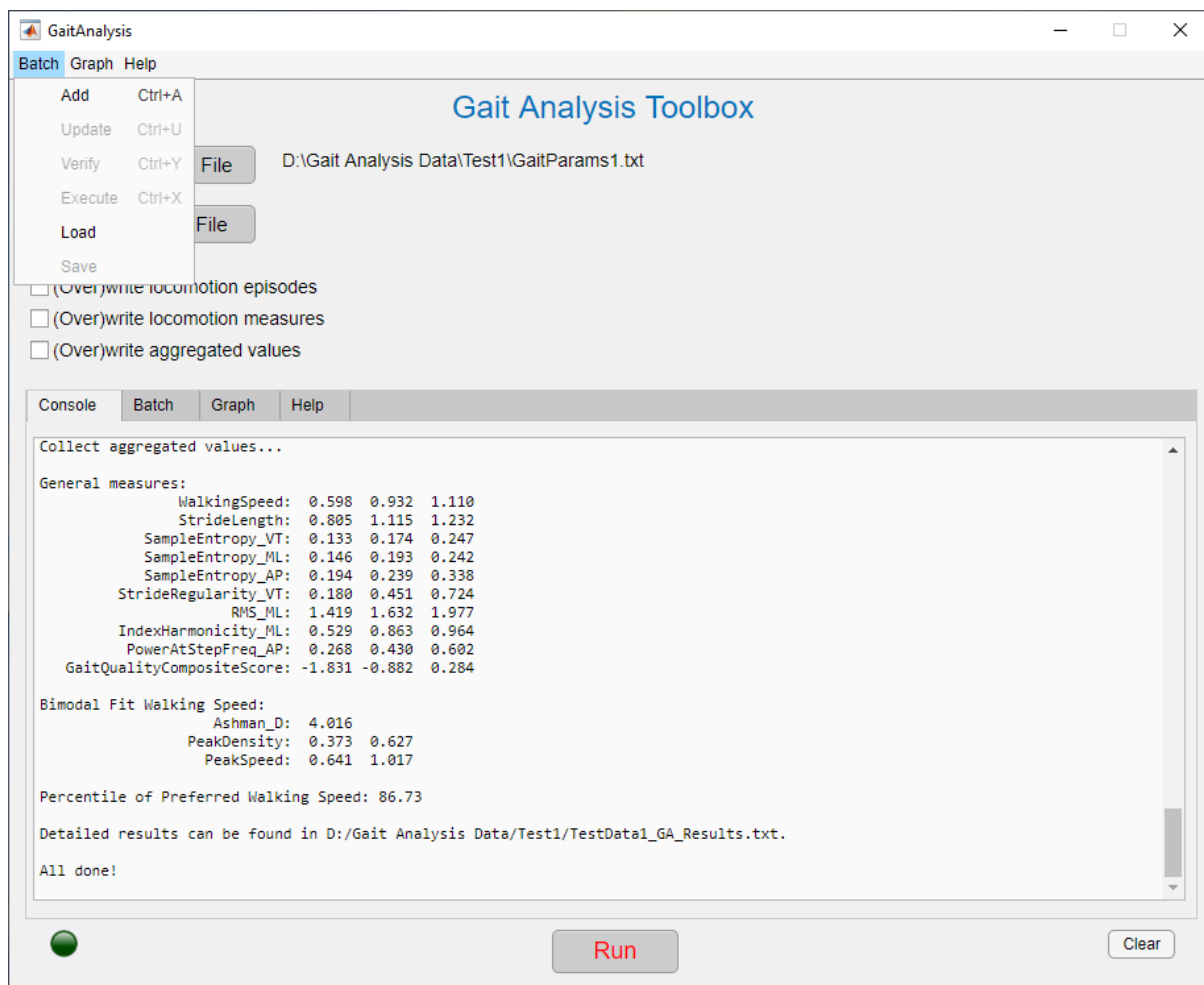 GaitAnalysis
Batch Graph Help
Add Ctrl+A
Update Ctrl+U
Verify Ctrl+Y
Execute Ctrl+X
Load
Save
Gait Analysis Toolbox
File D:\Gait Analysis Data\Test1\GaitParams1.txt
File
(Over)write locomotion episodes
(Over)write locomotion measures
(Over)write aggregated values
Console Batch Graph Help
Collect aggregated values...
General measures:
WalkingSpeed: 0.598 0.932 1.110
StrideLength: 0.805 1.115 1.232
SampleEntropy_VT: 0.133 0.174 0.247
SampleEntropy_ML: 0.146 0.193 0.242
SampleEntropy_AP: 0.194 0.239 0.338
StrideRegularity_VT: 0.180 0.451 0.724
RMS_ML: 1.419 1.632 1.977
IndexHarmonicity_ML: 0.529 0.863 0.964
PowerAtStepFreq_AP: 0.268 0.430 0.602
GaitQualityCompositeScore: -1.831 -0.882 0.284
Bimodal Fit Walking Speed:
Ashman_D: 4.016
PeakDensity: 0.373 0.627
PeakSpeed: 0.641 1.017
Percentile of Preferred Walking Speed: 86.73
Detailed results can be found in D:/Gait Analysis Data/Test1/TestData1_GA_Results.txt.
All done!
Run
Clear